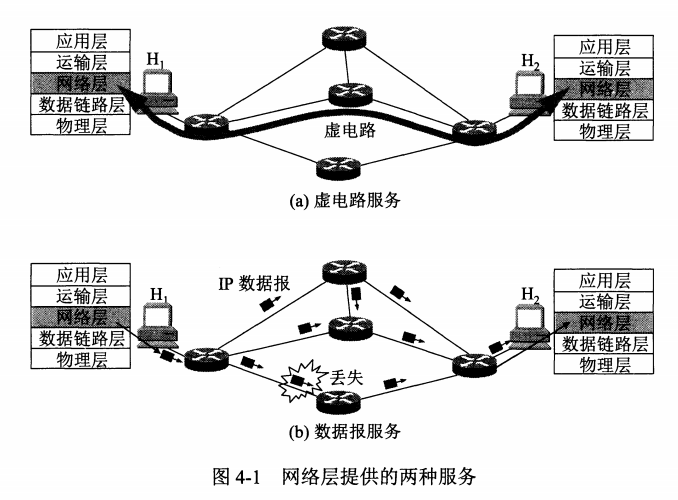 应用层
运输层
网络层
数据链路层
物理层
H1
虚电路
H2
应用层
运输层
网络层
数据链路层
物理层
(a) 虚电路服务
应用层
运输层
网络层
数据链路层
物理层
H1
IP 数据报
丢失
H2
应用层
运输层
网络层
数据链路层
物理层
(b) 数据报服务
图 4-1 网络层提供的两种服务